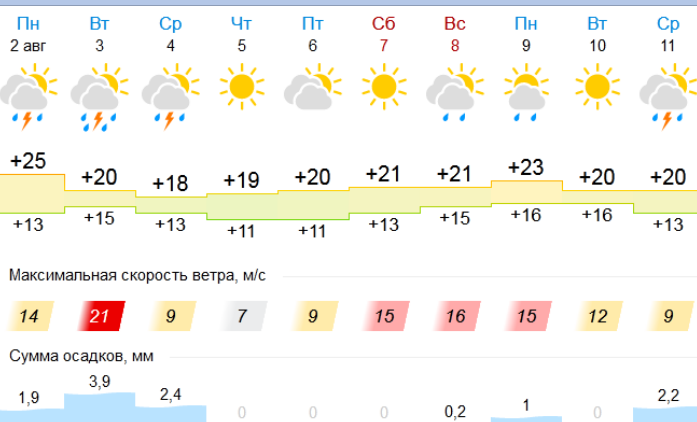 Пн Вт Ср Чт Пт Сб Вс Пн Вт Ср
2 авг 3 4 5 6 7 8 9 10 11
+25 +20 +18 +19 +20 +21 +21 +23 +20 +20
+13 +15 +13 +11 +11 +13 +15 +16 +16 +13
Максимальная скорость ветра, м/с
14 21 9 7 9 15 16 15 12 9
Сумма осадков, мм
1,9 3,9 2,4 0 0 0 0,2 1 0 2,2